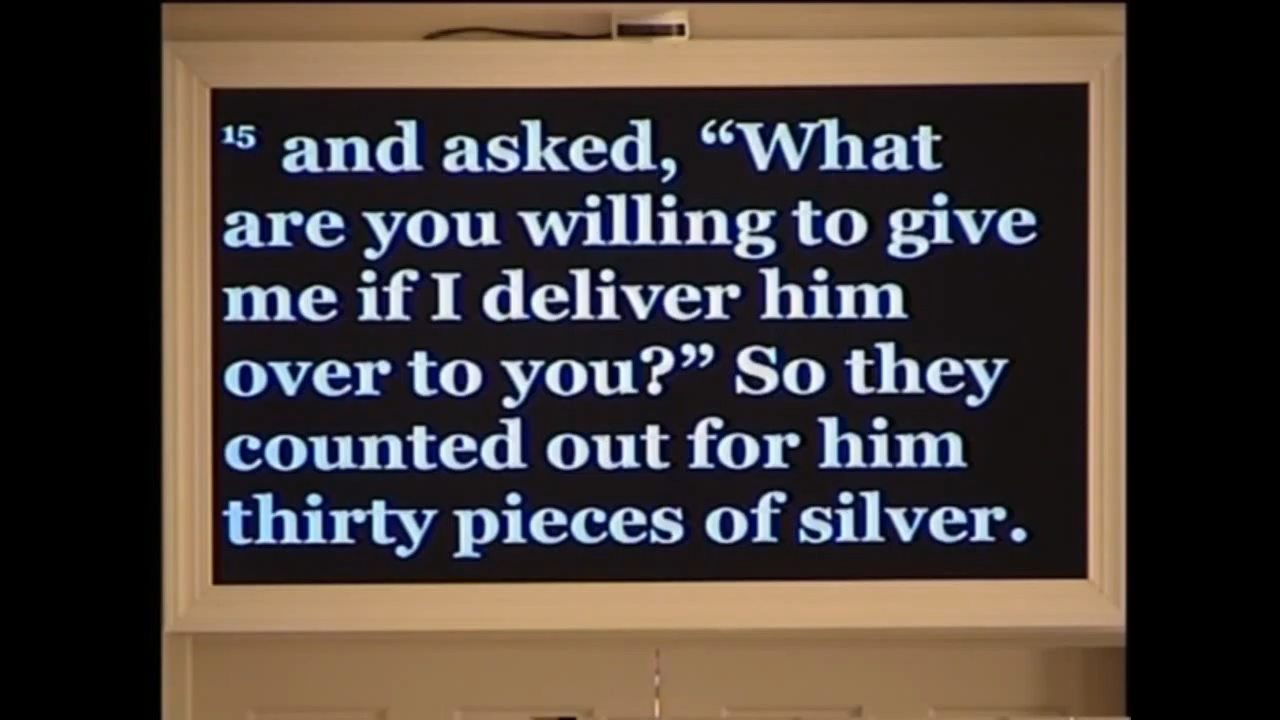 15 and asked, “What
are you willing to give
me if I deliver him
over to you?” So they
counted out for him
thirty pieces of silver.